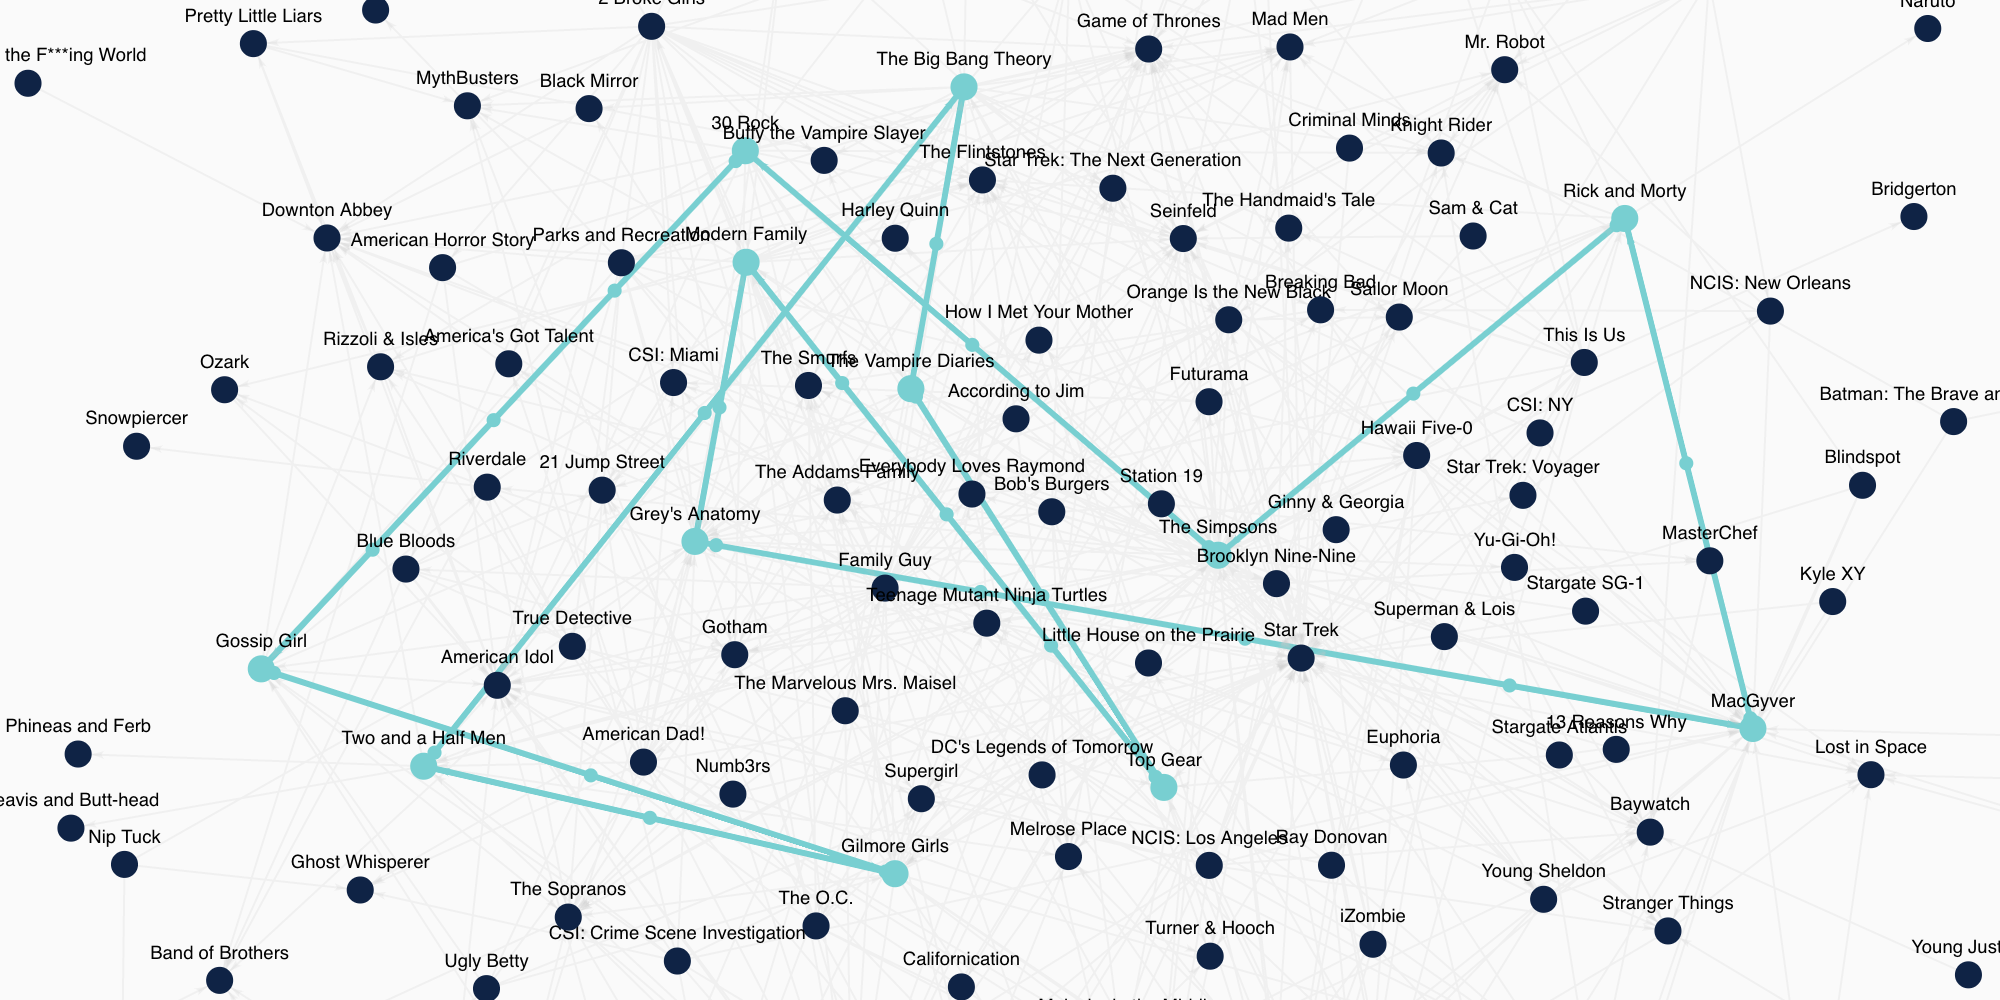 2 Broke Girls
Naruto
Pretty Little Liars
Game of Thrones
Mad Men
Mr. Robot
the F***ing World
The Big Bang Theory
MythBusters
Black Mirror
30 Rock
Buffy the Vampire Slayer
Criminal Minds
Knight Rider
The Flintstones
Star Trek: The Next Generation
Rick and Morty
Bridgerton
Downton Abbey
Harley Quinn
Seinfeld
The Handmaid's Tale
Sam & Cat
American Horror Story
Parks and Recreation
Modern Family
Orange Is the New Black
Breaking Bad
Sailor Moon
NCIS: New Orleans
How I Met Your Mother
Rizzoli & Isles
America's Got Talent
This Is Us
Ozark
CSI: Miami
The Smurfs
The Vampire Diaries
According to Jim
Futurama
Batman: The Brave an
Snowpiercer
CSI: NY
Hawaii Five-0
Riverdale
21 Jump Street
The Addams Family
Everybody Loves Raymond
Bob's Burgers
Station 19
Star Trek: Voyager
Blindspot
Grey's Anatomy
The Simpsons
Ginny & Georgia
Blue Bloods
Family Guy
Brooklyn Nine-Nine
Yu-Gi-Oh!
MasterChef
Kyle XY
Teenage Mutant Ninja Turtles
Stargate SG-1
Superman & Lois
True Detective
Gotham
Little House on the Prairie
Star Trek
Gossip Girl
American Idol
The Marvelous Mrs. Maisel
MacGyver
Phineas and Ferb
Two and a Half Men
American Dad!
DC's Legends of Tomorrow
Top Gear
Euphoria
Stargate Atlantis
13 Reasons Why
Lost in Space
Numb3rs
Supergirl
eavis and Butt-head
Baywatch
Nip Tuck
Gilmore Girls
Melrose Place
NCIS: Los Angeles
Ray Donovan
Ghost Whisperer
The Sopranos
The O.C.
Young Sheldon
Stranger Things
CSI: Crime Scene Investigation
Turner & Hooch
iZombie
Band of Brothers
Ugly Betty
Californication
Young Just